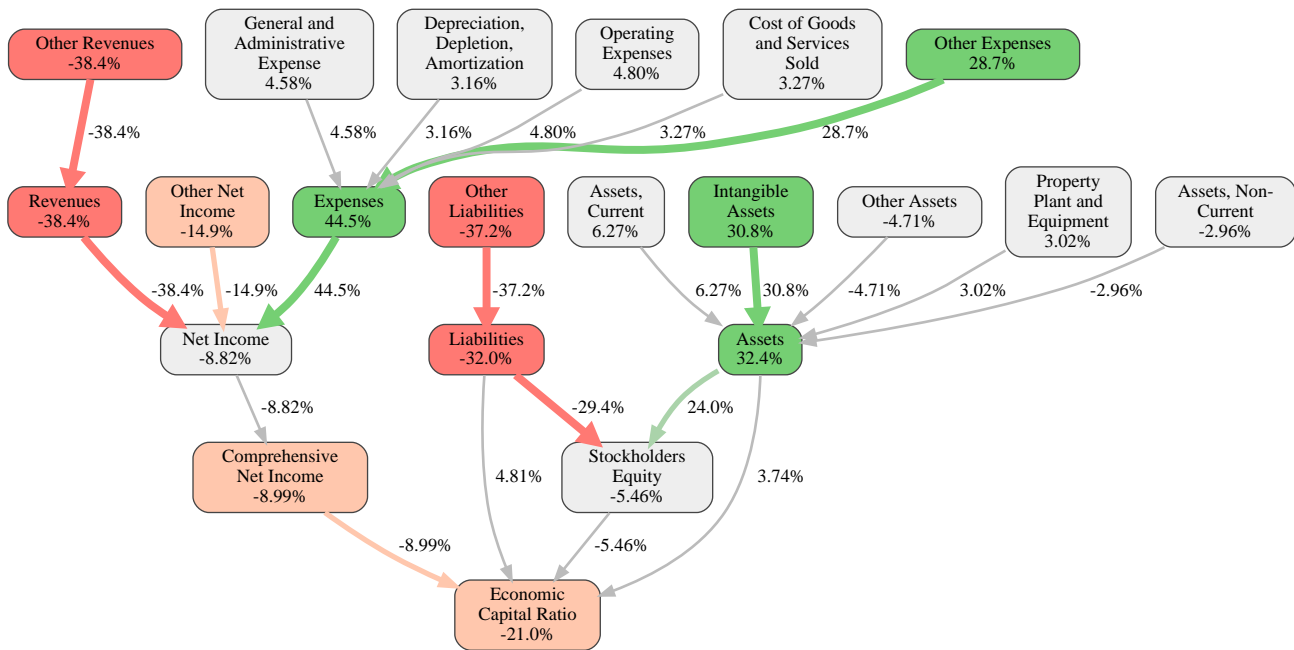 Other Revenues
-38.4%
General and
Administrative
Expense
4.58%
Depreciation,
Depletion,
Amortization
3.16%
Operating
Expenses
4.80%
Cost of Goods
and Services
Sold
3.27%
Other Expenses
28.7%
-38.4%
4.58%
3.16%
4.80%
3.27%
28.7%
Revenues
-38.4%
Other Net
Income
-14.9%
Expenses
44.5%
Other
Liabilities
-37.2%
Assets,
Current
6.27%
Intangible
Assets
30.8%
Other Assets
-4.71%
Property
Plant and
Equipment
3.02%
Assets, Non-
Current
-2.96%
-38.4%
-14.9%
44.5%
-37.2%
6.27%
30.8%
-4.71%
3.02%
-2.96%
Net Income
-8.82%
Liabilities
-32.0%
Assets
32.4%
-8.82%
-29.4%
24.0%
Comprehensive
Net Income
-8.99%
4.81%
Stockholders
Equity
-5.46%
3.74%
-8.99%
-5.46%
Economic
Capital Ratio
-21.0%